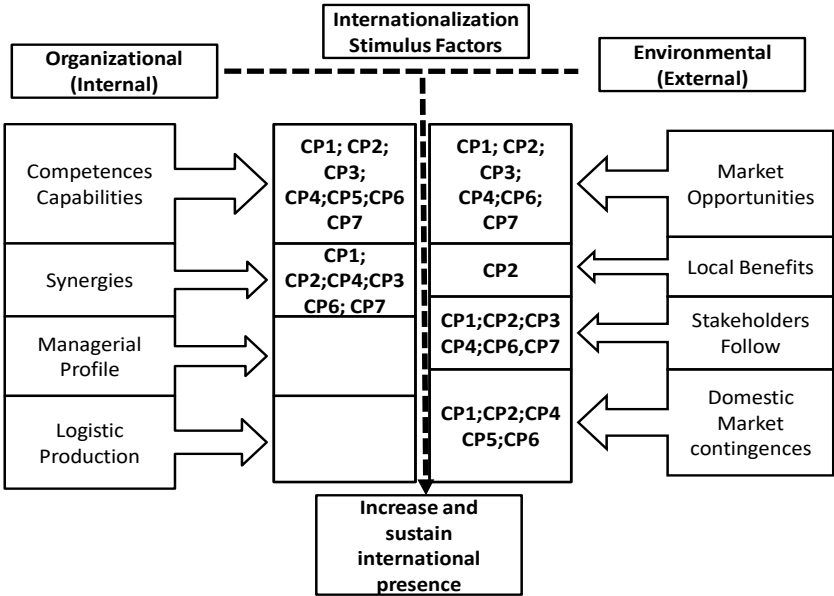 Internationalization
Stimulus Factors
Organizational
(Internal)
Environmental
(External)
Competences
Capabilities
CP1; CP2;
CP3;
CP4;CP5;CP6
CP7
CP1; CP2;
CP3;
CP4;CP6;
CP7
Market
Opportunities
Synergies
CP1;
CP2;CP4;CP3
CP6; CP7
CP2
Local Benefits
Managerial
Profile
CP1;CP2;CP3
CP4;CP6,CP7
Stakeholders
Follow
Logistic
Production
CP1;CP2;CP4
CP5;CP6
Domestic
Market
contingences
Increase and
sustain
international
presence